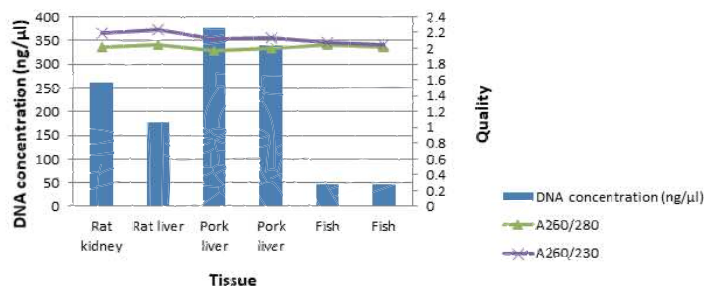 DNA concentration (ng/µl)
400
350
300
250
200
150
100
50
0
2.4
2.2
2
1.8
1.6
1.4
1.2
1
0.8
0.6
0.4
0.2
0
Quality
Rat kidney
Rat liver
Pork liver
Pork liver
Fish
Fish
Tissue
DNA concentration (ng/µl)
A260/280
A260/230